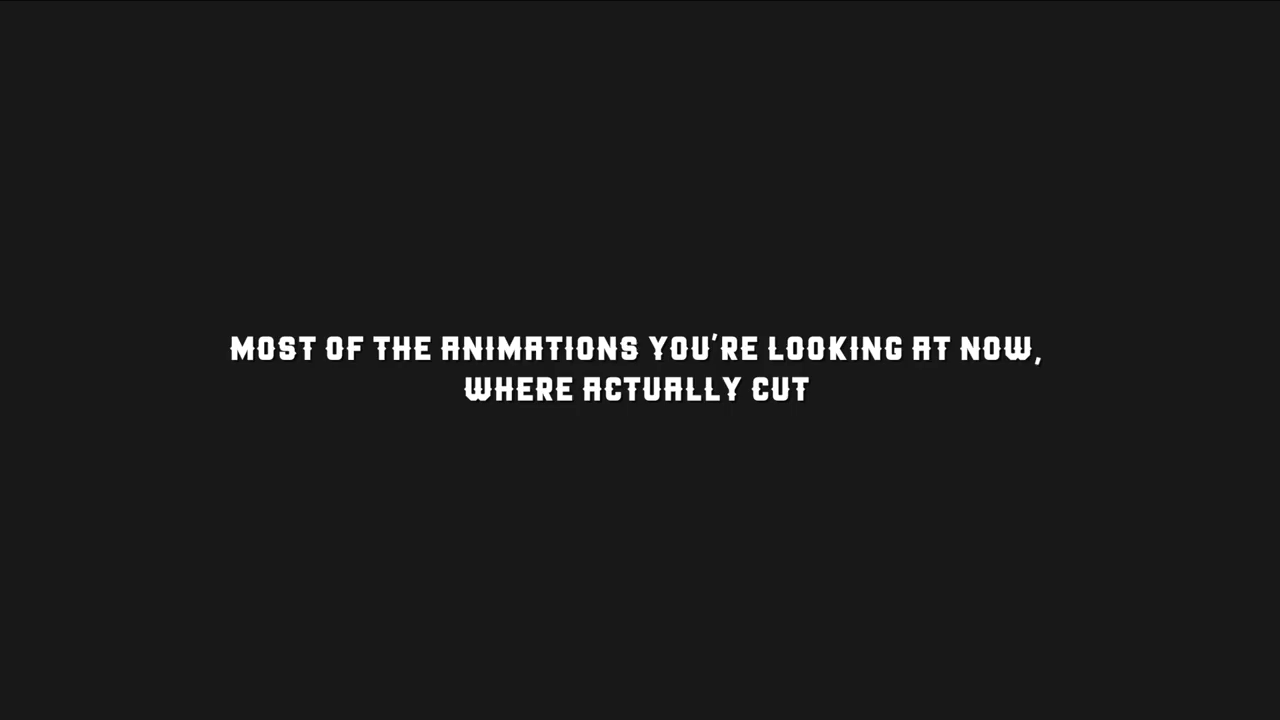 MOST OF THE ANIMATIONS YOU'RE LOOKING AT NOW,
WHERE ACTUALLY CUT